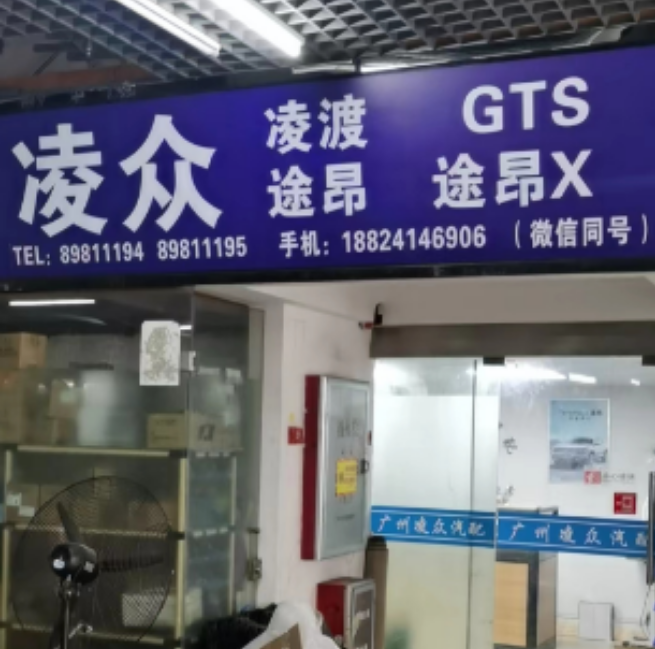 凌众
凌渡 GTS
途昂 途昂X
TEL: 89811194 89811195 手机: 18824146906 (微信同号)
广州凌众汽配 广州凌众汽配